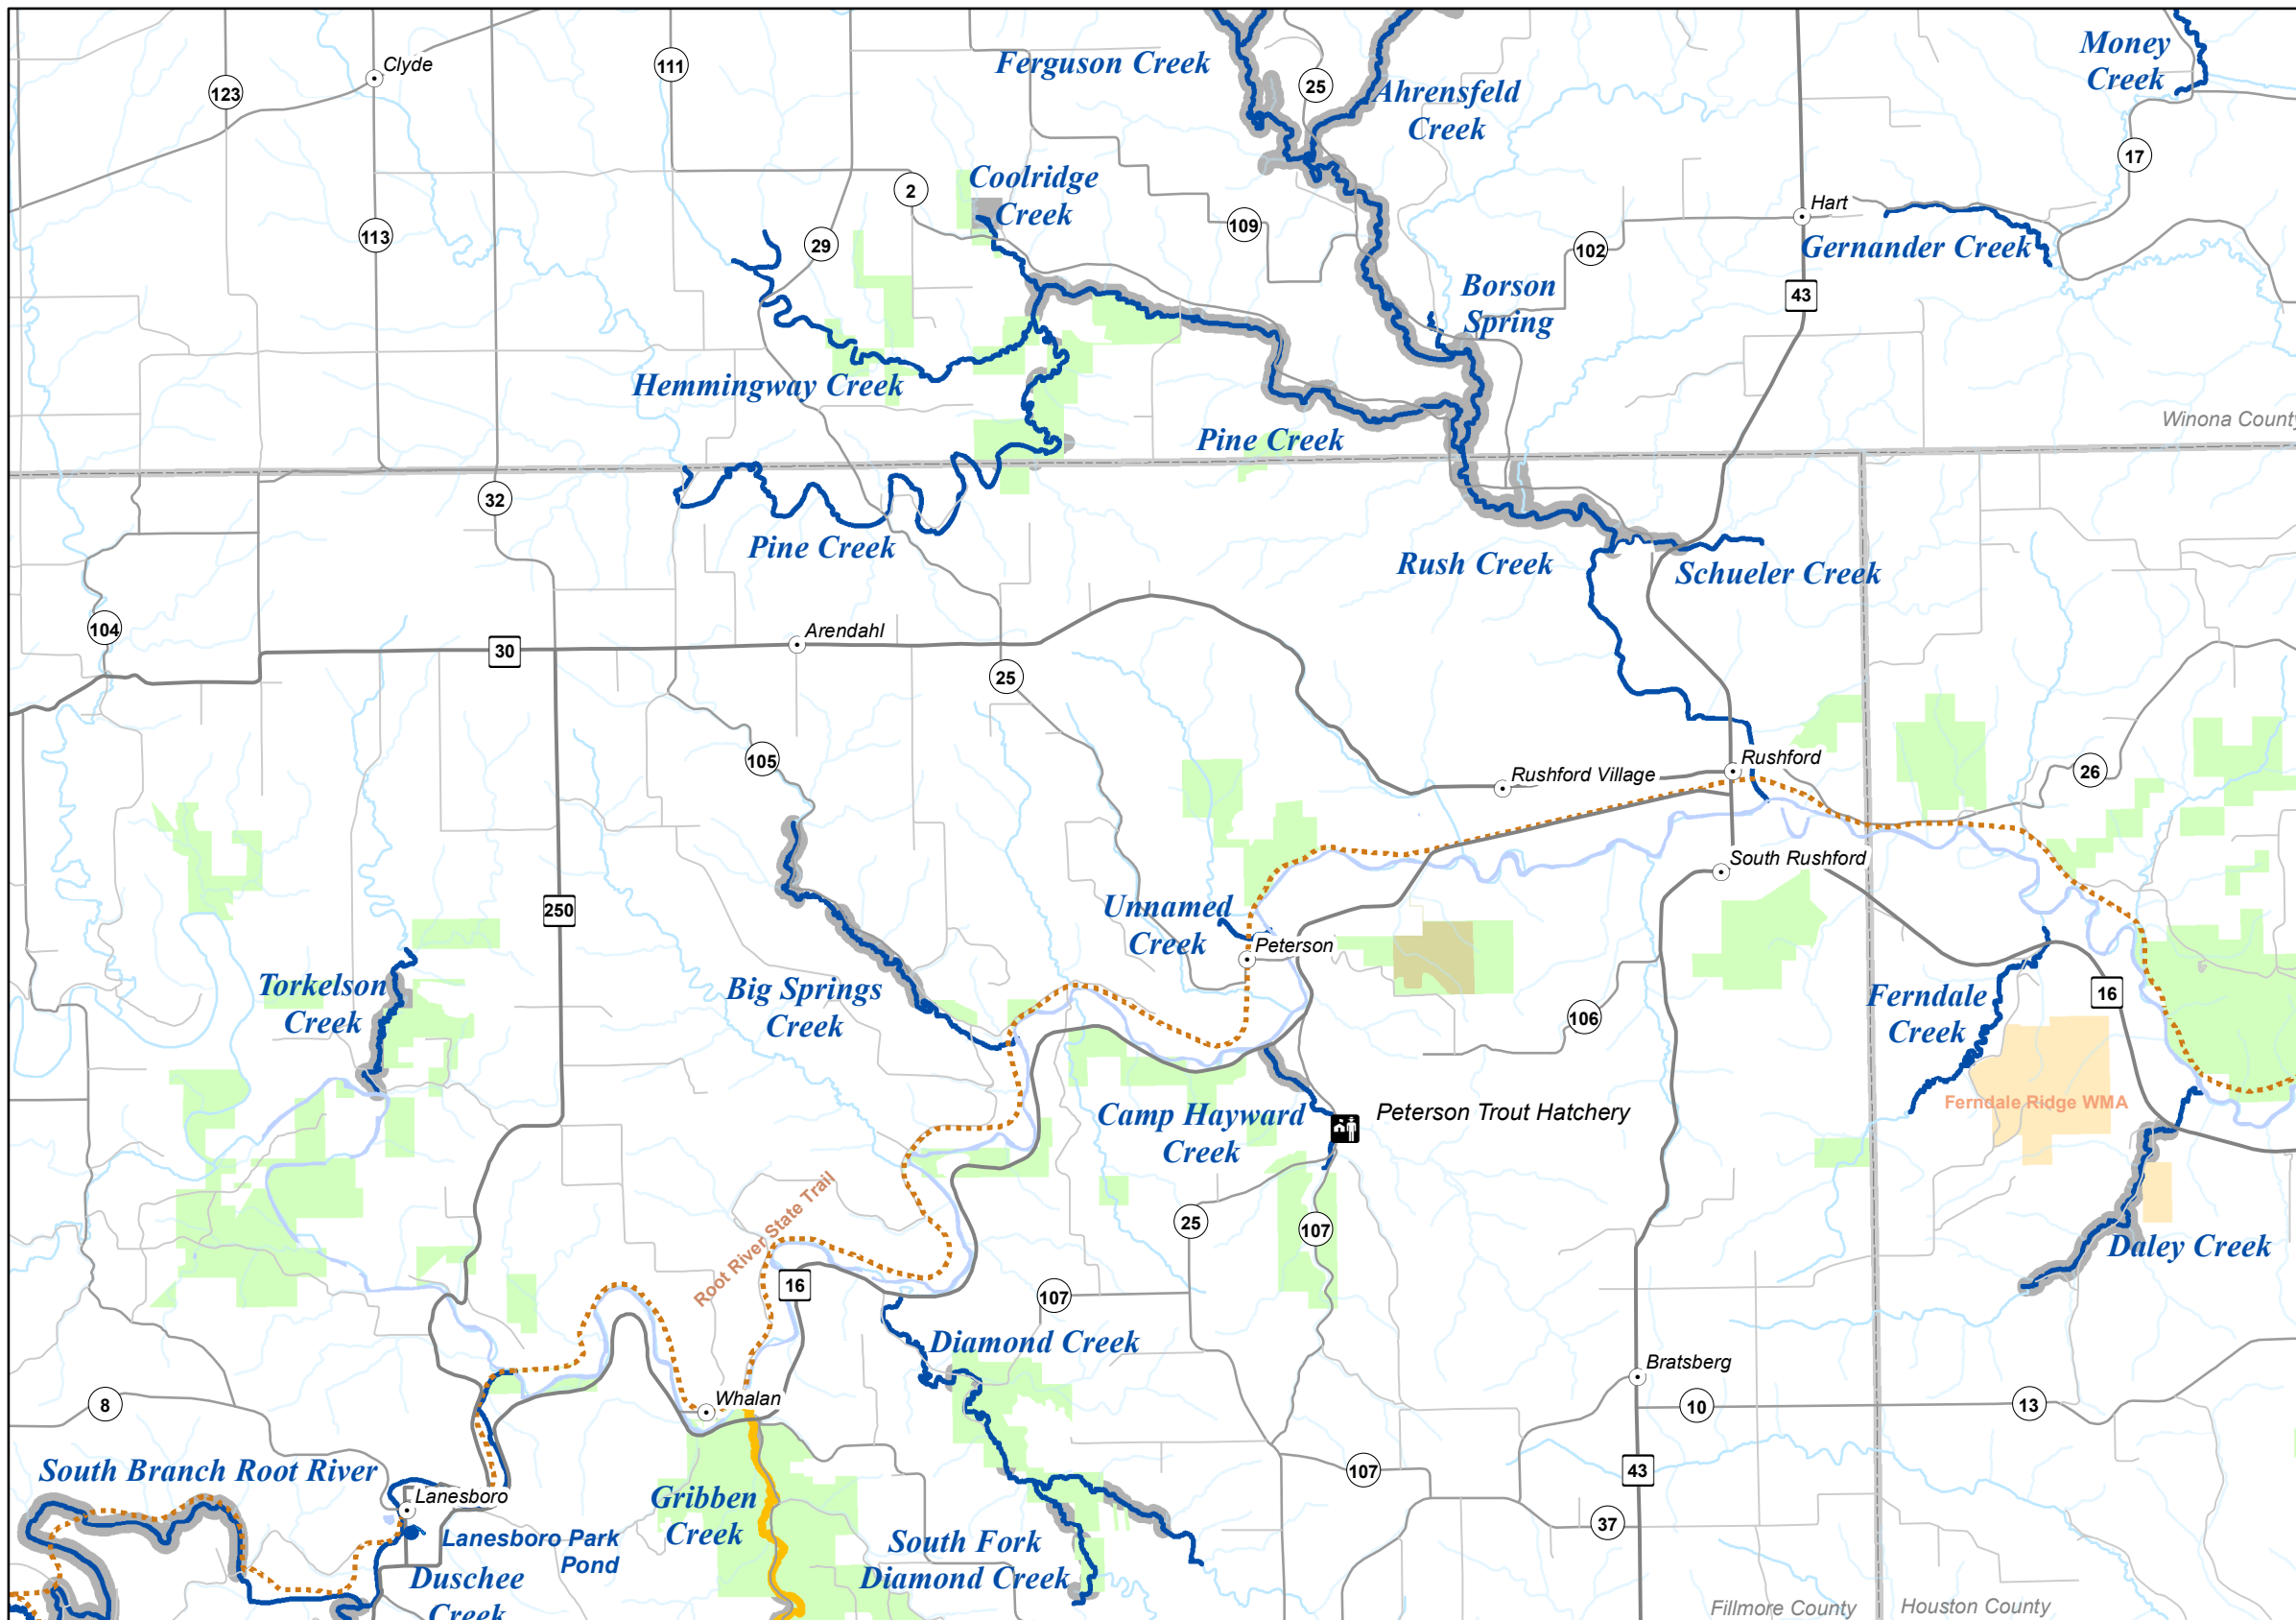 Clyde
123
111
Ferguson Creek
25
Ahrensfeld
Creek
Money
Creek
17
Coolridge
Creek
2
113
29
109
Hart
102
Gernander Creek
43
Borson
Spring
Hemmingway Creek
Pine Creek
Winona County
32
Pine Creek
Rush Creek
Schueler Creek
104
Arendahl
30
25
105
Rushford
Rushford Village
26
South Rushford
250
Unnamed
Creek
Peterson
Torkelson
Creek
Big Springs
Creek
Ferndale
Creek
16
106
Ferndale Ridge WMA
Camp Hayward
Creek
Peterson Trout Hatchery
Root River State Trail
25
107
Daley Creek
16
107
Diamond Creek
Bratsberg
8
Whalan
10
13
South Branch Root River
107
43
Lanesboro
Gribben
Creek
37
Lanesboro Park
Pond
South Fork
Diamond Creek
Duschee
Creek
Fillmore County
Houston County